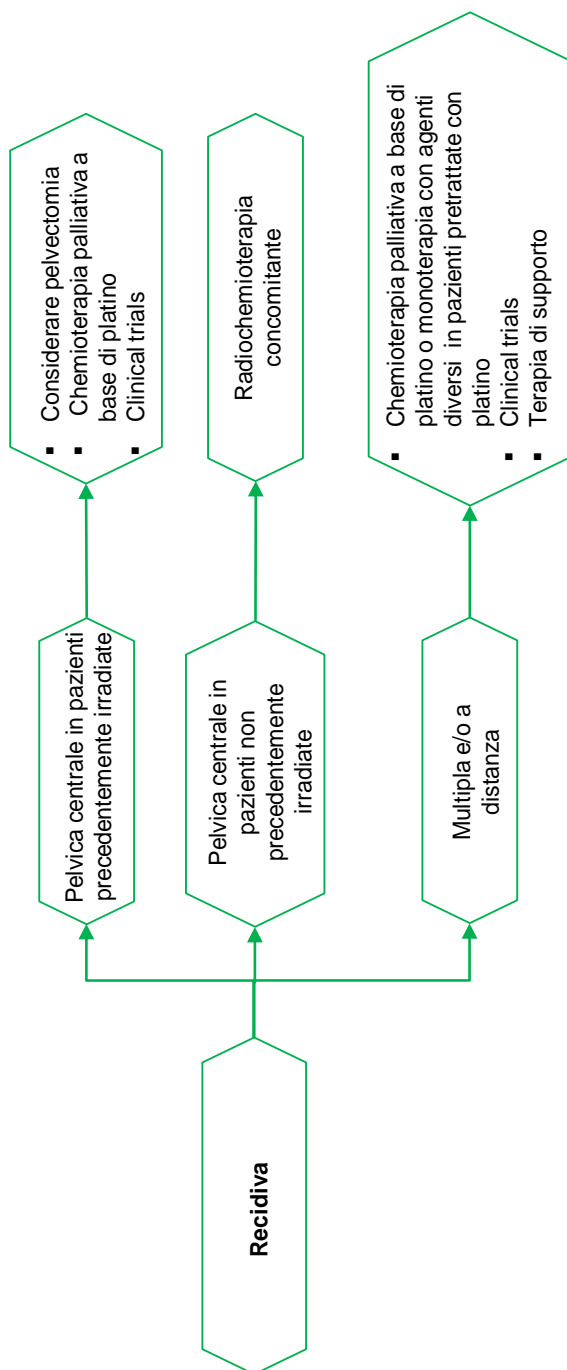 Recidiva
Pelvica centrale in pazienti
precedentemente irradiate
▪ Considerare pelvectomia
▪ Chemioterapia palliativa a
base di platino
▪ Clinical trials
Pelvica centrale in
pazienti non
precedentemente
irradiate
Radiochemioterapia
concomitante
Multipla e/o a
distanza
▪ Chemioterapia palliativa a base di
platino o monoterapia con agenti
diversi in pazienti pretrattate con
platino
▪ Clinical trials
▪ Terapia di supporto